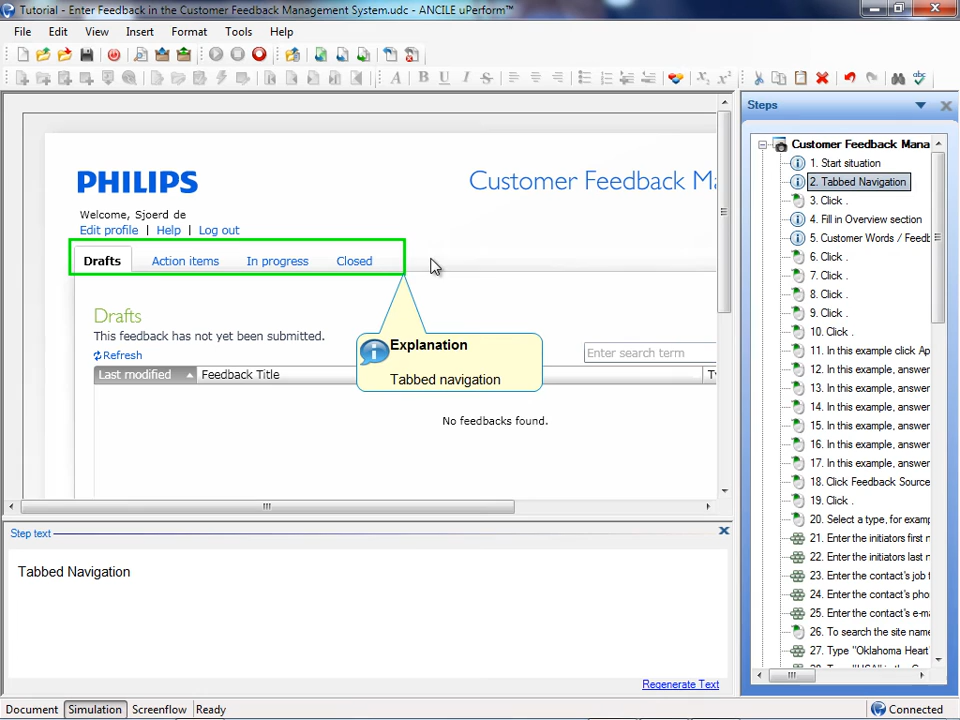 Tutorial - Enter Feedback in the Customer Feedback Management System.udc - ANCILE uPerform™
File Edit View Insert Format Tools Help
Steps
PHILIPS
Customer Feedback Ma
Welcome, Sjoerd de
Edit profile | Help | Log out
Drafts Action items In progress Closed
Drafts
This feedback has not yet been submitted.
Refresh
Enter search term
Last modified Feedback Title Ty
No feedbacks found.
Explanation
Tabbed navigation
Customer Feedback Mana
1. Start situation
2. Tabbed Navigation
3. Click .
4. Fill in Overview section
5. Customer Words / Feedb
6. Click .
7. Click .
8. Click .
9. Click .
10. Click .
11. In this example click Ap
12. In this example, answer
13. In this example, answer
14. In this example, answer
15. In this example, answer
16. In this example, answer
17. In this example, answer
18. Click Feedback Source
19. Click .
20. Select a type, for examp
21. Enter the initiators first n
22. Enter the initiators last n
23. Enter the contact's job t
24. Enter the contact's pho
25. Enter the contact's e-ma
26. To search the site name
27. Type "Oklahoma Heart"
Step text
Tabbed Navigation
Regenerate Text
Document Simulation Screenflow Ready
Connected